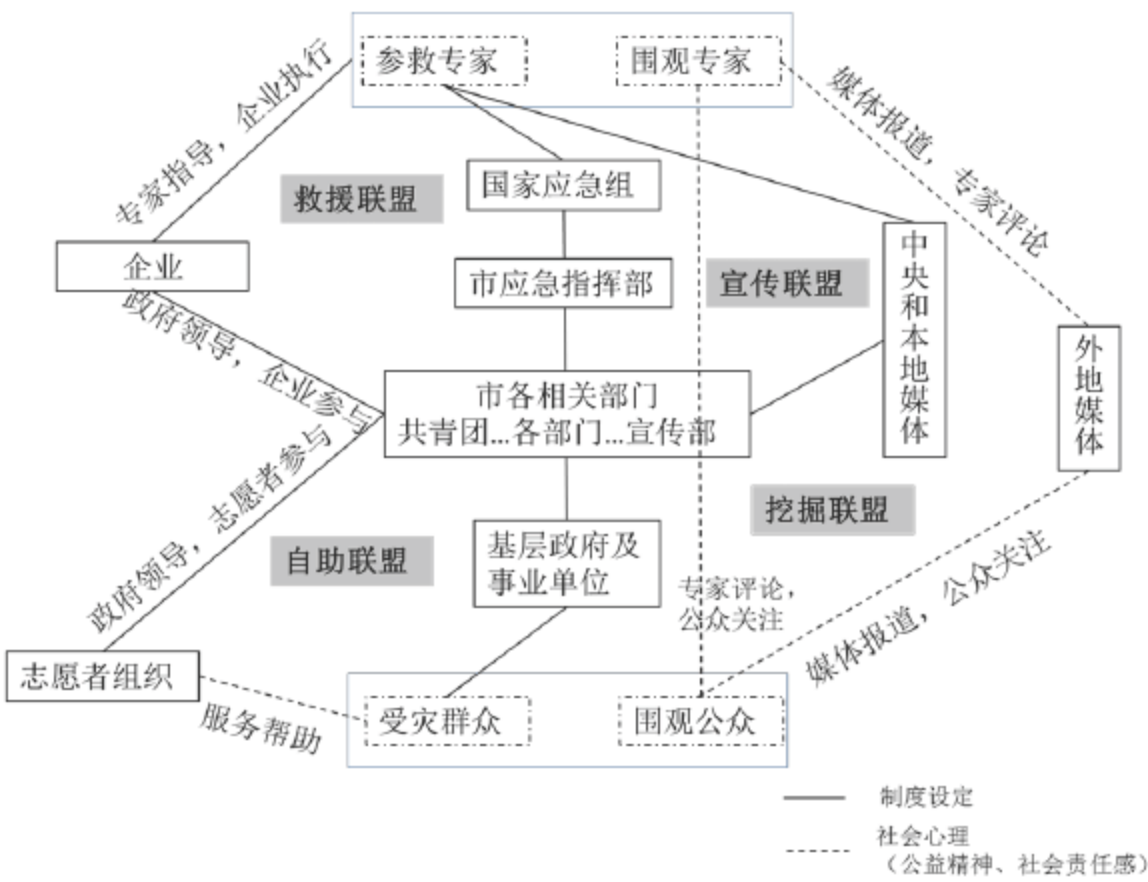 参救专家
围观专家
专家指导，企业执行
媒体报道，专家评论
救援联盟
国家应急组
企业
市应急指挥部
宣传联盟
中央和本地媒体
外地媒体
政府领导，企业参与
市各相关部门
共青团...各部门...宣传部
政府领导，志愿者参与
挖掘联盟
自助联盟
基层政府及
事业单位
专家评论，
公众关注
媒体报道，公众关注
志愿者组织
服务帮助
受灾群众
围观公众
制度设定
社会心理
（公益精神、社会责任感）